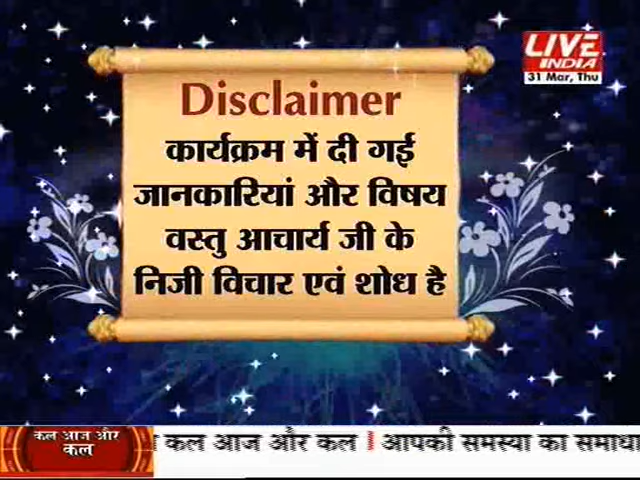 LIVE
INDIA
31 Mar, Thu
Disclaimer
कार्यक्रम में दी गई
जानकारियां और विषय
वस्तु आचार्य जी के
निजी विचार एवं शोध है
कल आज और
कल
कल आज और कल | आपकी समस्या का समाधा